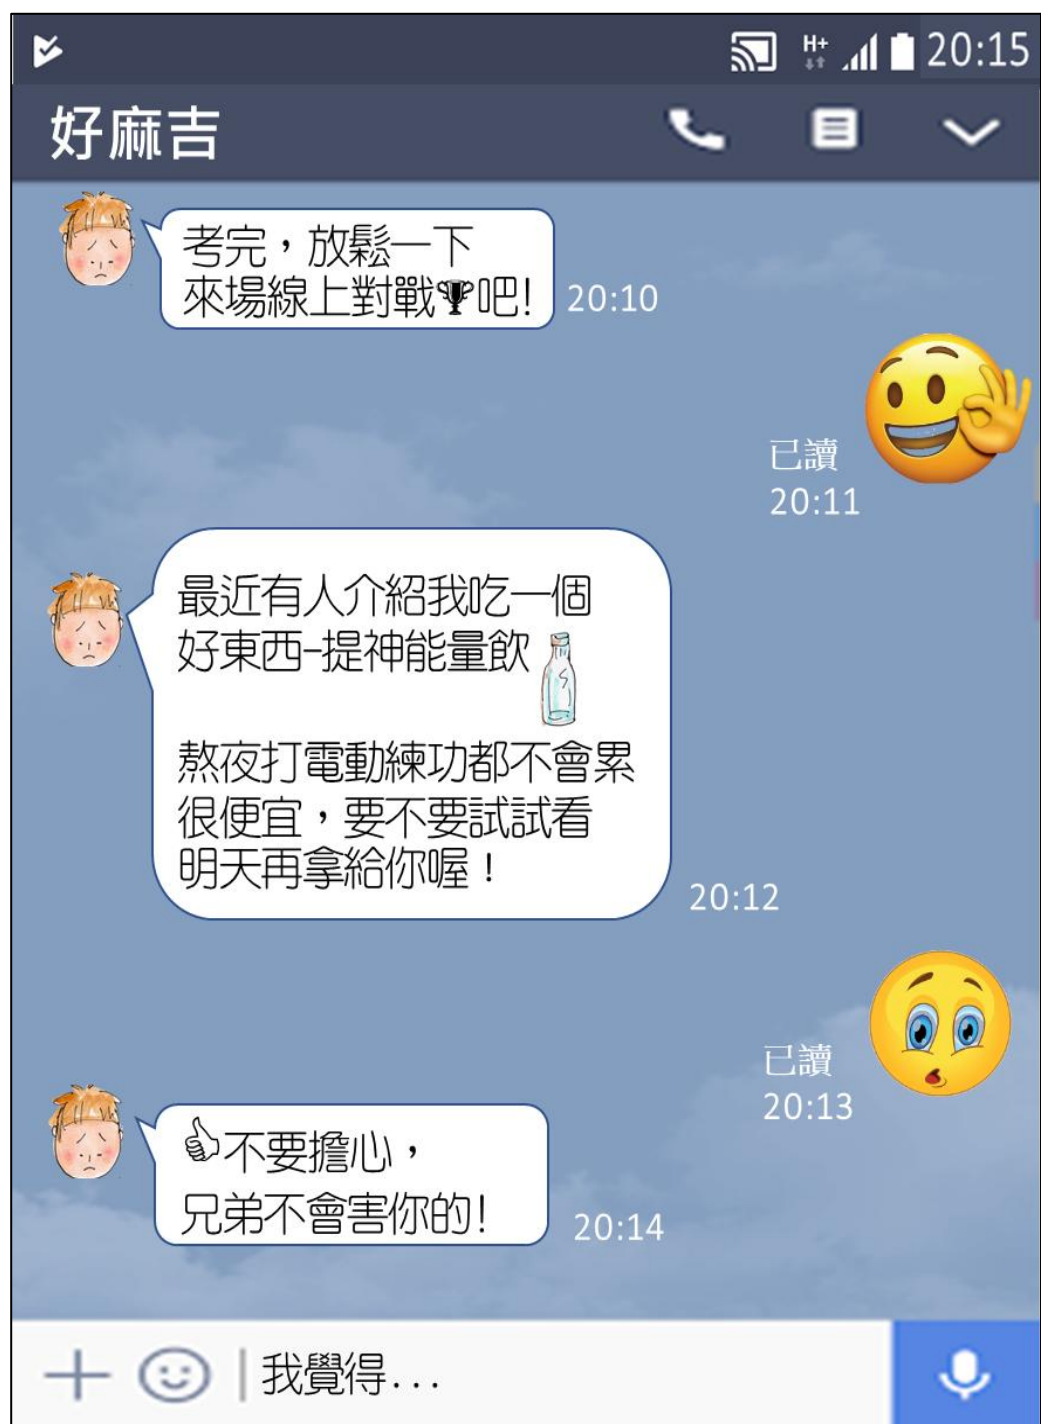 H+
20:15
好麻吉
考完，放鬆一下
來場線上對戰🏆吧!
20:10
已讀
20:11
最近有人介紹我吃一個
好東西-提神能量飲
熬夜打電動練功都不會累
很便宜，要不要試試看
明天再拿給你喔！
20:12
已讀
20:13
👍不要擔心，
兄弟不會害你的!
20:14
我覺得...